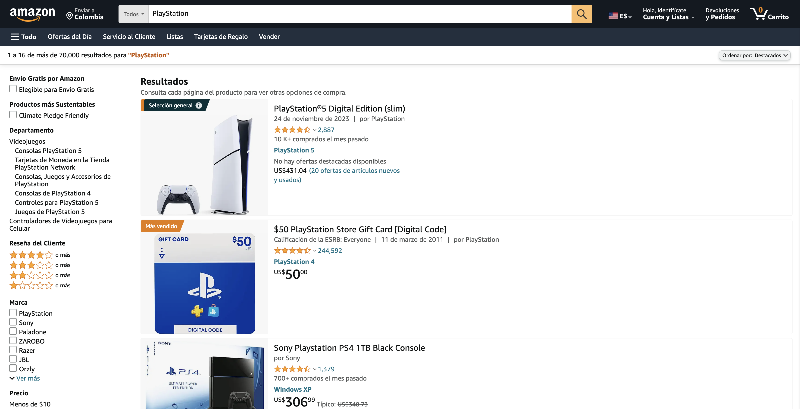 amazon
Enviar a
Colombia
Todos
PlayStation
ES
Hola, identifícate
Cuenta y Listas
Devoluciones
y Pedidos
0
Carrito
Todo
Ofertas del Día
Servicio al Cliente
Listas
Tarjetas de Regalo
Vender
1 a 16 de más de 70,000 resultados para "PlayStation"
Ordenar por: Destacados
Envío Gratis por Amazon
Elegible para Envío Gratis
Productos más Sustentables
Climate Pledge Friendly
Departamento
Videojuegos
Consolas PlayStation 5
Tarjetas de Moneda en la Tienda
PlayStation Network
Consolas, Juegos y Accesorios de
PlayStation
Consolas de PlayStation 4
Controles para PlayStation 5
Juegos de PlayStation 5
Controladores de Videojuegos para
Celular
Reseña del Cliente
o más
o más
o más
o más
Marca
PlayStation
Sony
Paladone
ZAROBO
Razer
JBL
Orzly
Ver más
Precio
Menos de $10
Resultados
Consulta cada página del producto para ver otras opciones de compra.
Selección general
PlayStation®5 Digital Edition (slim)
24 de noviembre de 2023 | por PlayStation
2,887
10 K+ comprados el mes pasado
PlayStation 5
No hay ofertas destacadas disponibles
US$431.04 (20 ofertas de artículos nuevos
y usados)
Más vendido
GIFT CARD
$50
DIGITAL CODE
$50 PlayStation Store Gift Card [Digital Code]
Calificación de la ESRB: Everyone | 11 de marzo de 2011 | por PlayStation
244,592
PlayStation 4
US$50.00
SONY
PS4
Sony Playstation PS4 1TB Black Console
por Sony
1,379
700+ comprados el mes pasado
Windows XP
US$306.99 Típico: US$340.73